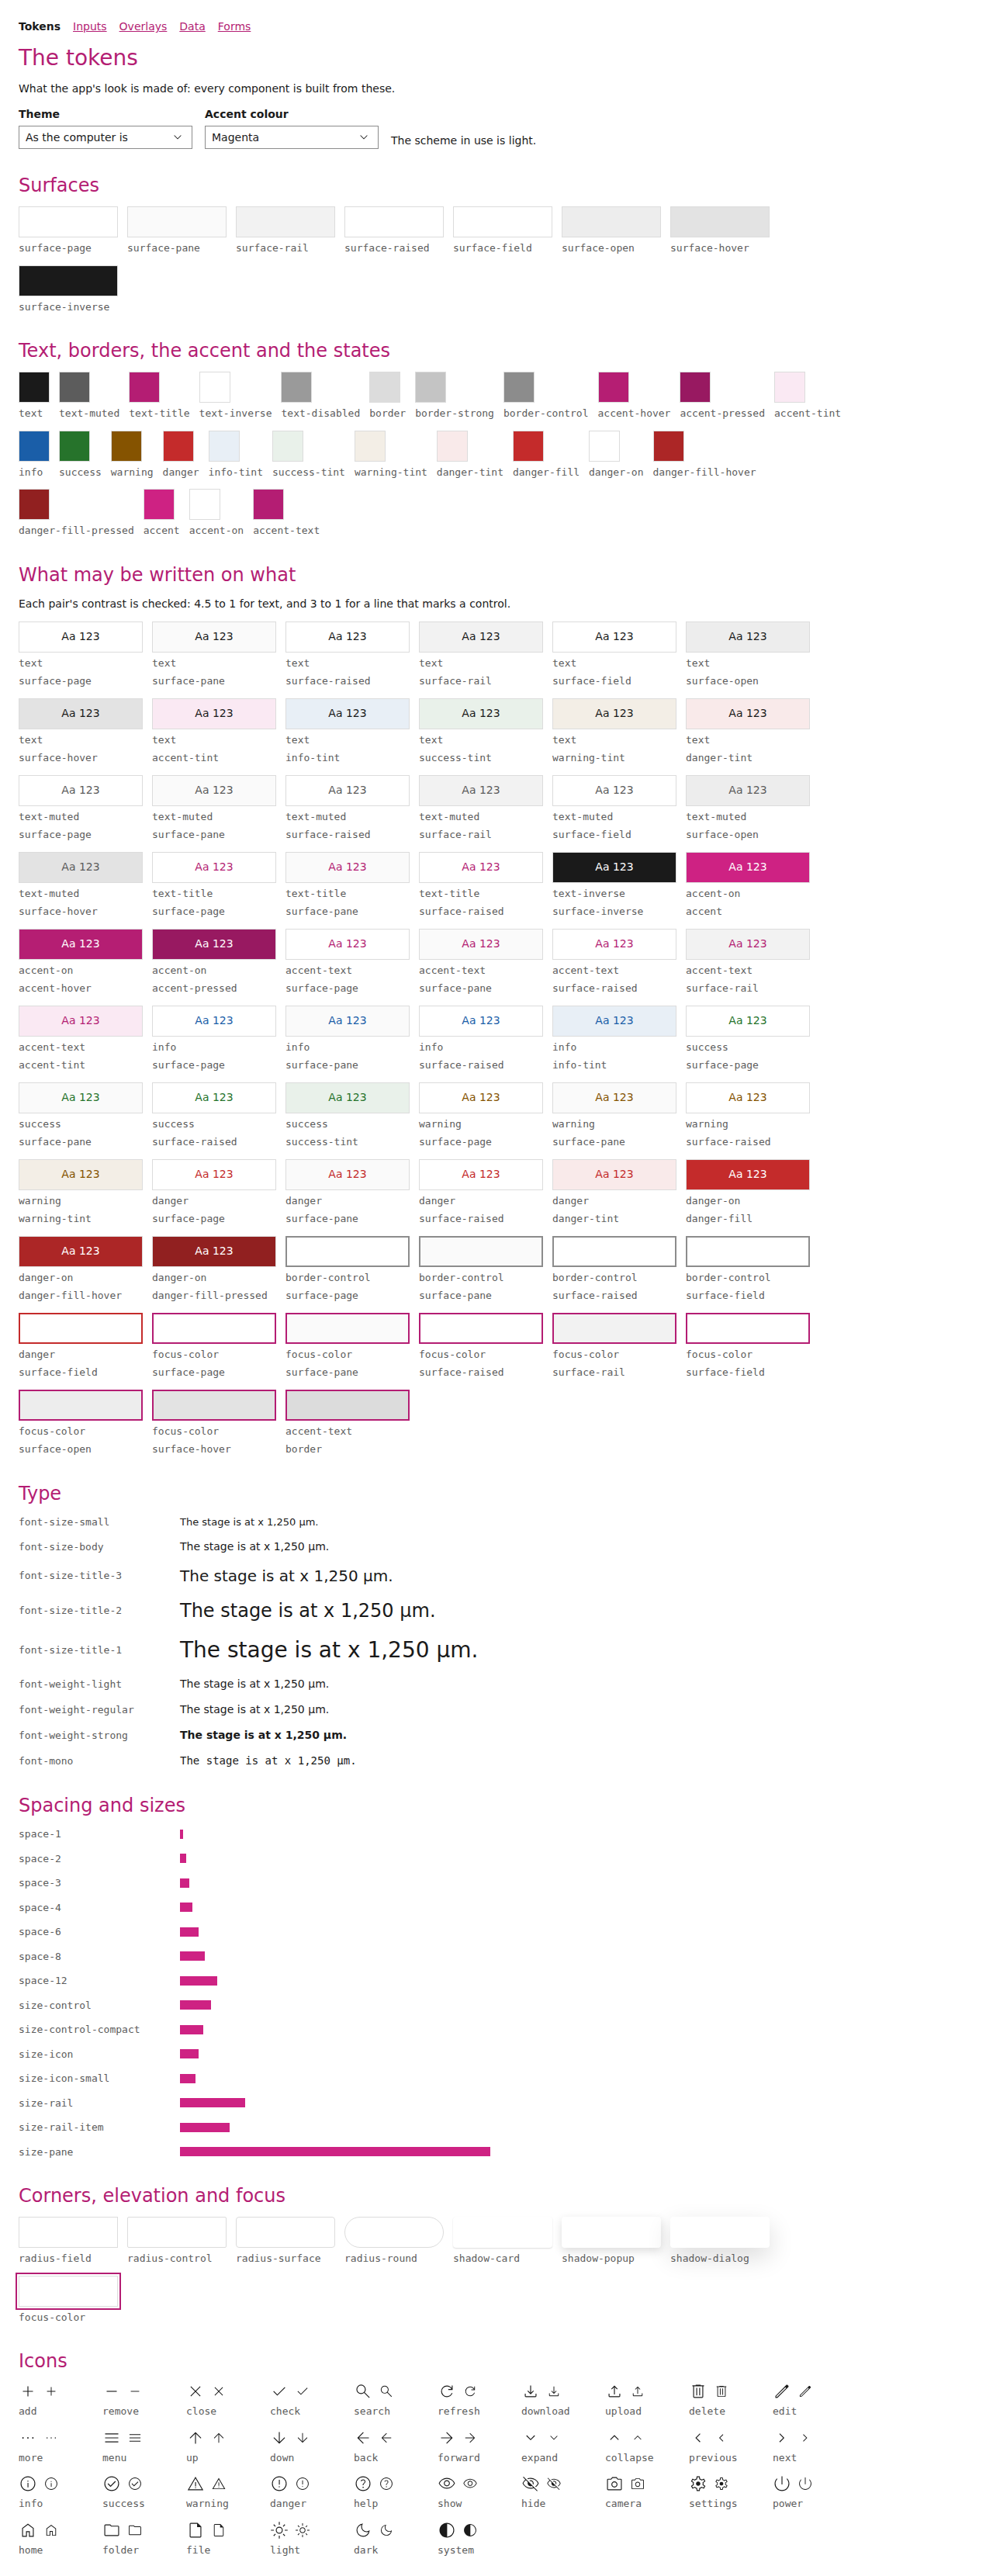 Tokens Inputs Overlays Data Forms
The tokens
What the app's look is made of: every component is built from these.
Theme Accent colour
As the computer is Magenta The scheme in use is light.
Surfaces
surface-page surface-pane surface-rail surface-raised surface-field surface-open surface-hover
surface-inverse
Text, borders, the accent and the states
text text-muted text-title text-inverse text-disabled border border-strong border-control accent-hover accent-pressed accent-tint
info success warning danger info-tint success-tint warning-tint danger-tint danger-fill danger-on danger-fill-hover
danger-fill-pressed accent accent-on accent-text
What may be written on what
Each pair's contrast is checked: 4.5 to 1 for text, and 3 to 1 for a line that marks a control.
Aa 123 Aa 123 Aa 123 Aa 123 Aa 123 Aa 123
text text text text text text
surface-page surface-pane surface-raised surface-rail surface-field surface-open
Aa 123 Aa 123 Aa 123 Aa 123 Aa 123 Aa 123
text text text text text text
surface-hover accent-tint info-tint success-tint warning-tint danger-tint
Aa 123 Aa 123 Aa 123 Aa 123 Aa 123 Aa 123
text-muted text-muted text-muted text-muted text-muted text-muted
surface-page surface-pane surface-raised surface-rail surface-field surface-open
Aa 123 Aa 123 Aa 123 Aa 123 Aa 123 Aa 123
text-muted text-title text-title text-title text-inverse accent-on
surface-hover surface-page surface-pane surface-raised surface-inverse accent
Aa 123 Aa 123 Aa 123 Aa 123 Aa 123 Aa 123
accent-on accent-on accent-text accent-text accent-text accent-text
accent-hover accent-pressed surface-page surface-pane surface-raised surface-rail
Aa 123 Aa 123 Aa 123 Aa 123 Aa 123 Aa 123
accent-text info info info info success
accent-tint surface-page surface-pane surface-raised info-tint surface-page
Aa 123 Aa 123 Aa 123 Aa 123 Aa 123 Aa 123
success success success warning warning warning
surface-pane surface-raised success-tint surface-page surface-pane surface-raised
Aa 123 Aa 123 Aa 123 Aa 123 Aa 123 Aa 123
warning danger danger danger danger danger-on
warning-tint surface-page surface-pane surface-raised danger-tint danger-fill
Aa 123 Aa 123
danger-on danger-on border-control border-control border-control border-control
danger-fill-hover danger-fill-pressed surface-page surface-pane surface-raised surface-field
danger focus-color focus-color focus-color focus-color focus-color
surface-field surface-page surface-pane surface-raised surface-rail surface-field
focus-color focus-color accent-text
surface-open surface-hover border
Type
font-size-small The stage is at x 1,250 µm.
font-size-body The stage is at x 1,250 µm.
font-size-title-3 The stage is at x 1,250 µm.
font-size-title-2 The stage is at x 1,250 µm.
font-size-title-1 The stage is at x 1,250 µm.
font-weight-light The stage is at x 1,250 µm.
font-weight-regular The stage is at x 1,250 µm.
font-weight-strong The stage is at x 1,250 µm.
font-mono The stage is at x 1,250 µm.
Spacing and sizes
space-1
space-2
space-3
space-4
space-6
space-8
space-12
size-control
size-control-compact
size-icon
size-icon-small
size-rail
size-rail-item
size-pane
Corners, elevation and focus
radius-field radius-control radius-surface radius-round shadow-card shadow-popup shadow-dialog
focus-color
Icons
add remove close check search refresh download upload delete edit
more menu up down back forward expand collapse previous next
info success warning danger help show hide camera settings power
home folder file light dark system